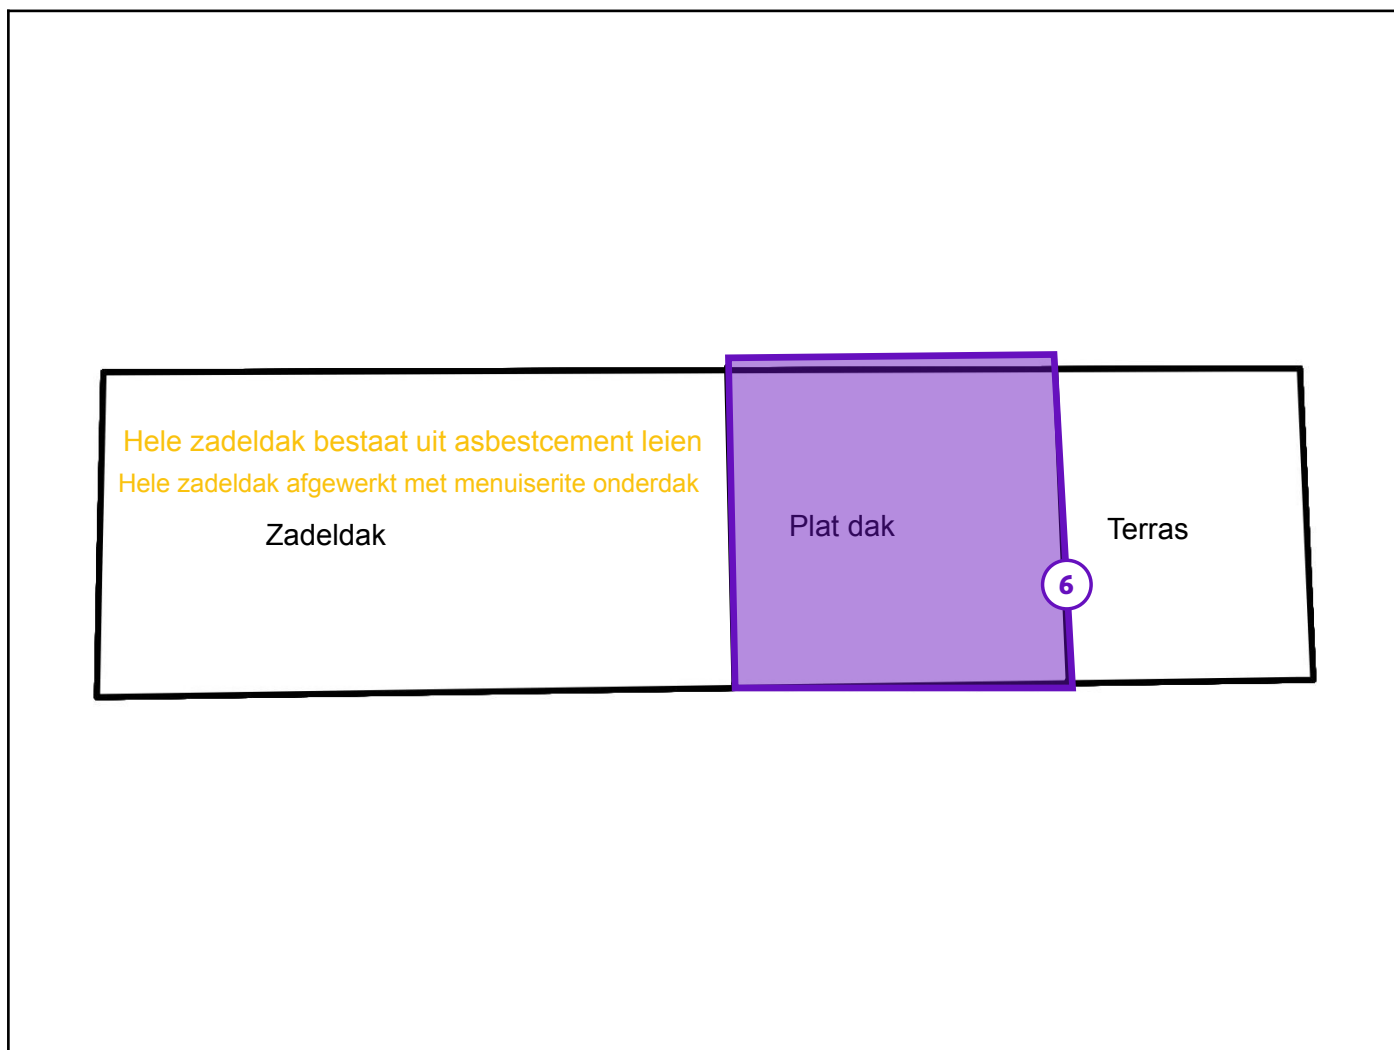 Hele zadeldak bestaat uit asbestcement leien
Hele zadeldak afgewerkt met menuiserite onderdak
Zadeldak
Plat dak
Terras
6